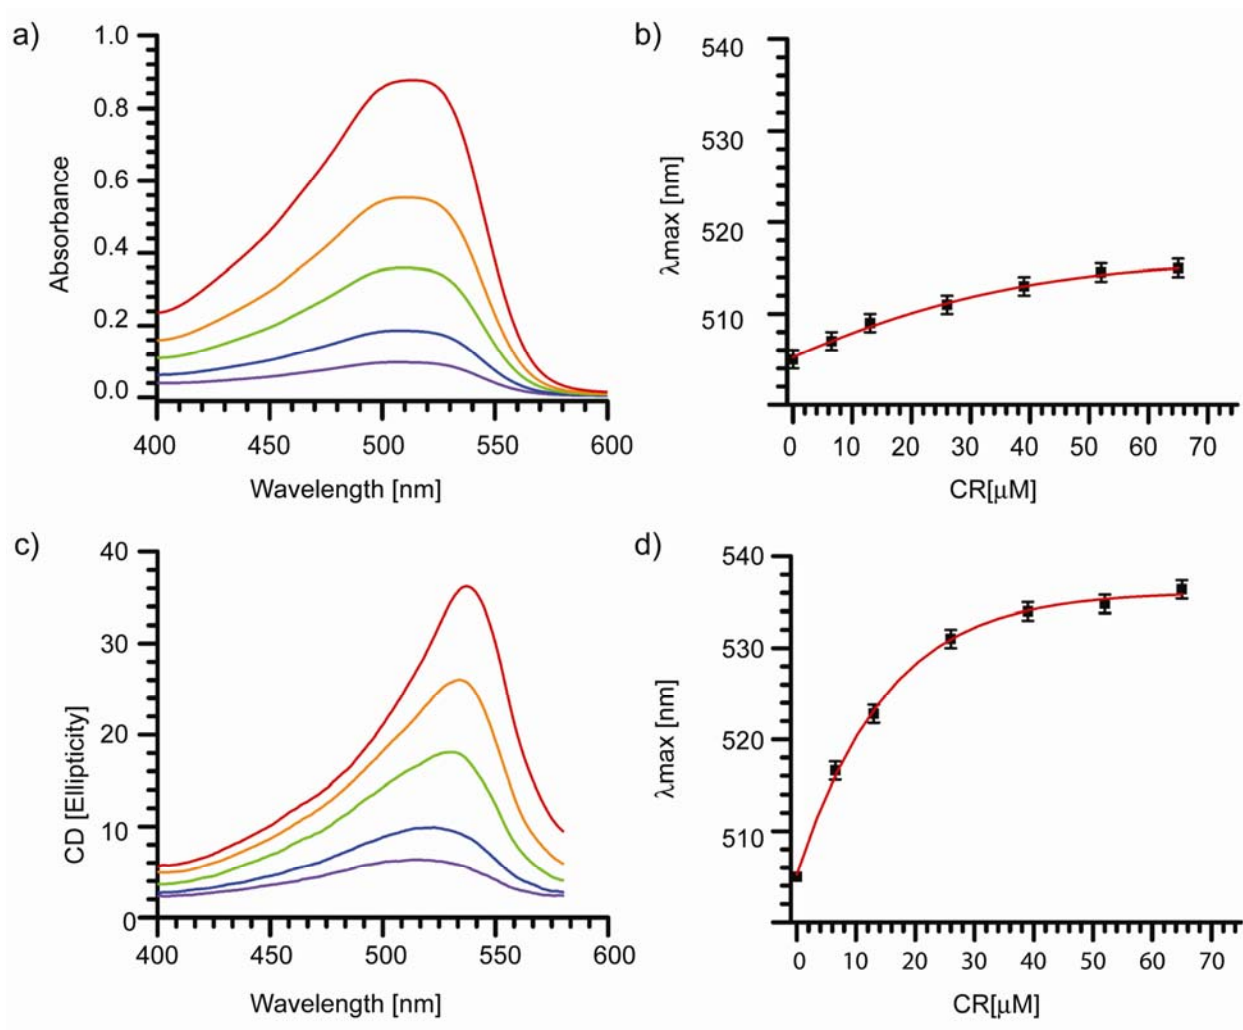 a)
Absorbance
1.0
0.8
0.6
0.4
0.2
0.0
400 450 500 550 600
Wavelength [nm]
b)
λmax [nm]
540
530
520
510
0 10 20 30 40 50 60 70
CR[μM]
c)
CD [Ellipticity]
40
30
20
10
0
400 450 500 550 600
Wavelength [nm]
d)
λmax [nm]
540
530
520
510
0 10 20 30 40 50 60 70
CR[μM]